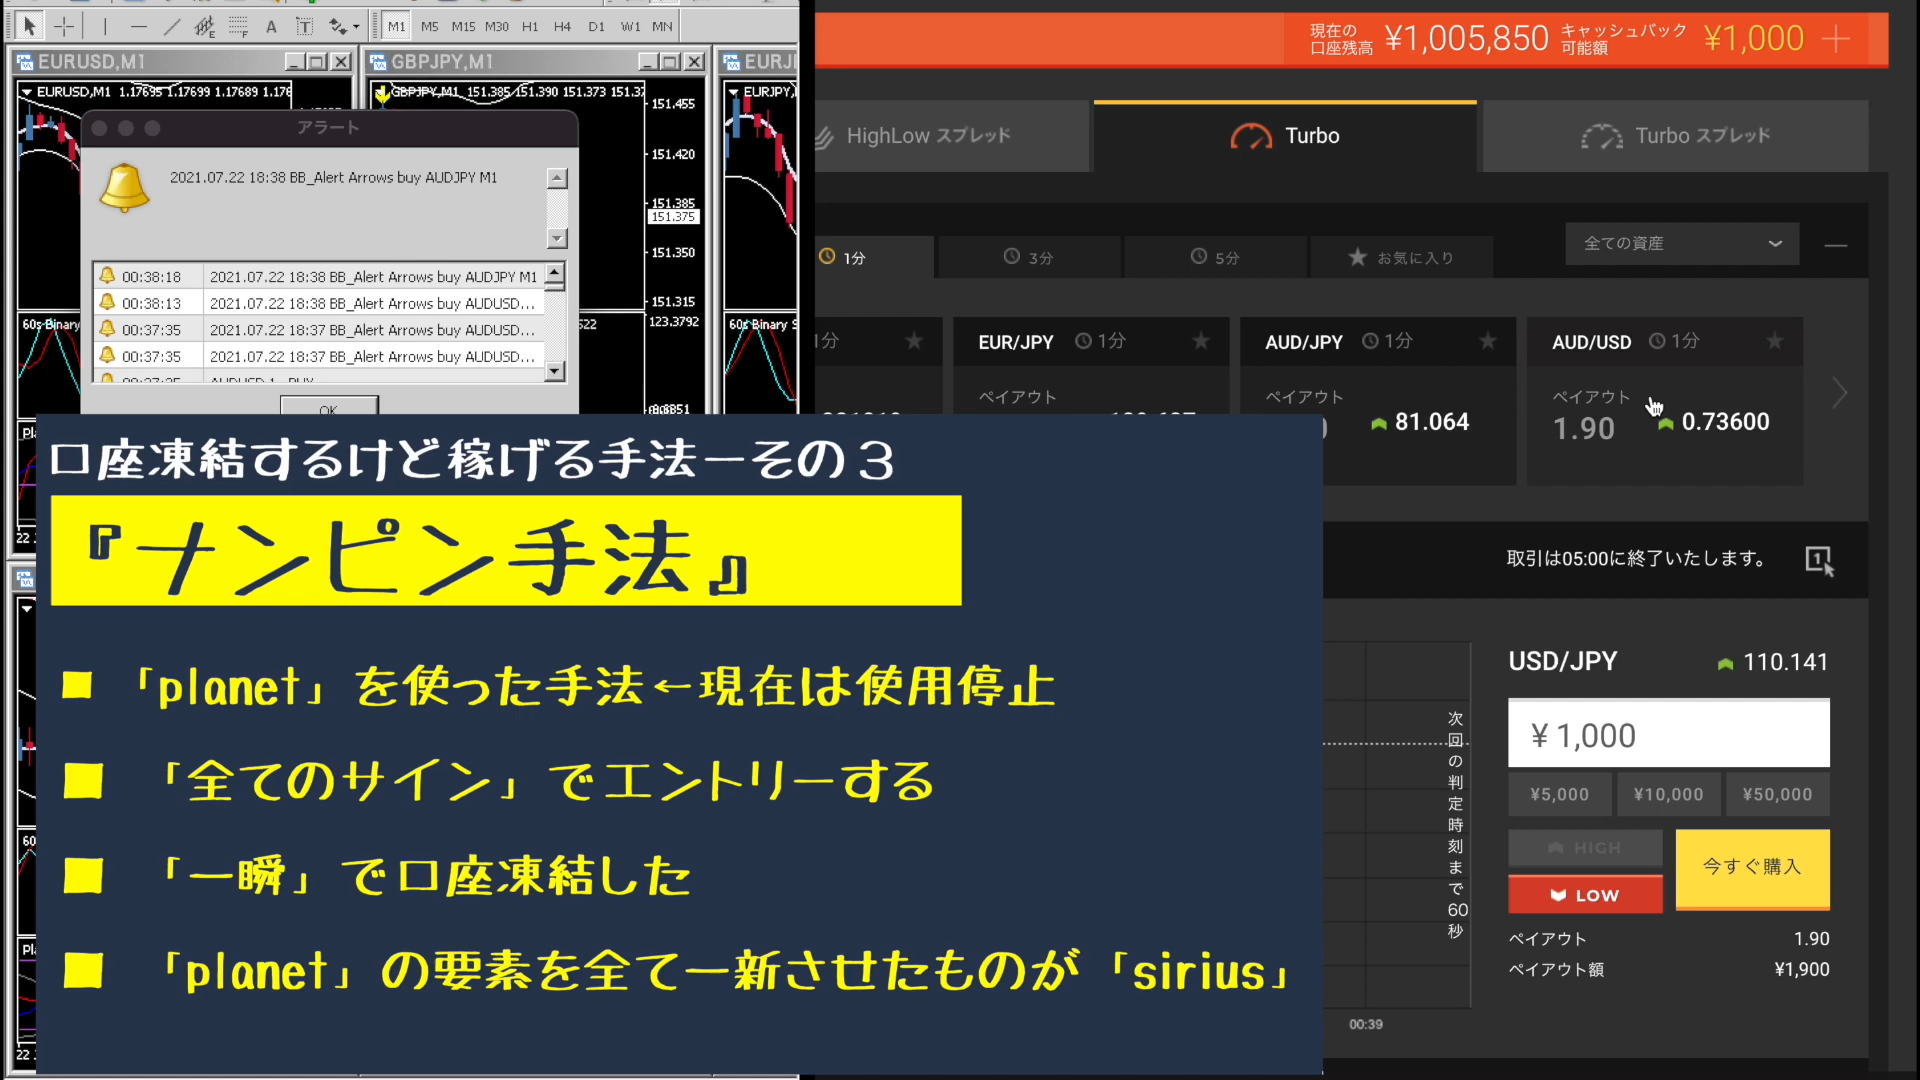 M1 M5 M15 M30 H1 H4 D1 W1 MN
EURUSD,M1
GBPJPY,M1
EURUSD,M1 1.17695 1.17699 1.17689
GBPJPY,M1 151.385 151.390 151.373
151.455
151.420
151.385
151.375
151.350
151.315
123.3792
アラート
2021.07.22 18:38 BB_Alert Arrows buy AUDJPY M1
00:38:18 2021.07.22 18:38 BB_Alert Arrows buy AUDJPY M1
00:38:13 2021.07.22 18:38 BB_Alert Arrows buy AUDUSD...
00:37:35 2021.07.22 18:37 BB_Alert Arrows buy AUDUSD...
00:37:35 2021.07.22 18:37 BB_Alert Arrows buy AUDUSD...
OK
60s Binary
現在の口座残高 ¥1,005,850 キャッシュバック可能額 ¥1,000
HighLow スプレッド
Turbo
Turbo スプレッド
1分
3分
5分
お気に入り
全ての資産
1分
EUR/JPY 1分
ペイアウト
AUD/JPY 1分
ペイアウト
81.064
AUD/USD 1分
ペイアウト
1.90
0.73600
口座凍結するけど稼げる手法ーその3
『ナンピン手法』
「planet」を使った手法←現在は使用停止
「全てのサイン」でエントリーする
「一瞬」で口座凍結した
「planet」の要素を全て一新させたものが「sirius」
取引は05:00に終了いたします。
次回の判定時刻まで60秒
00:39
USD/JPY
110.141
¥ 1,000
¥5,000
¥10,000
¥50,000
HIGH
LOW
今すぐ購入
ペイアウト 1.90
ペイアウト額 ¥1,900